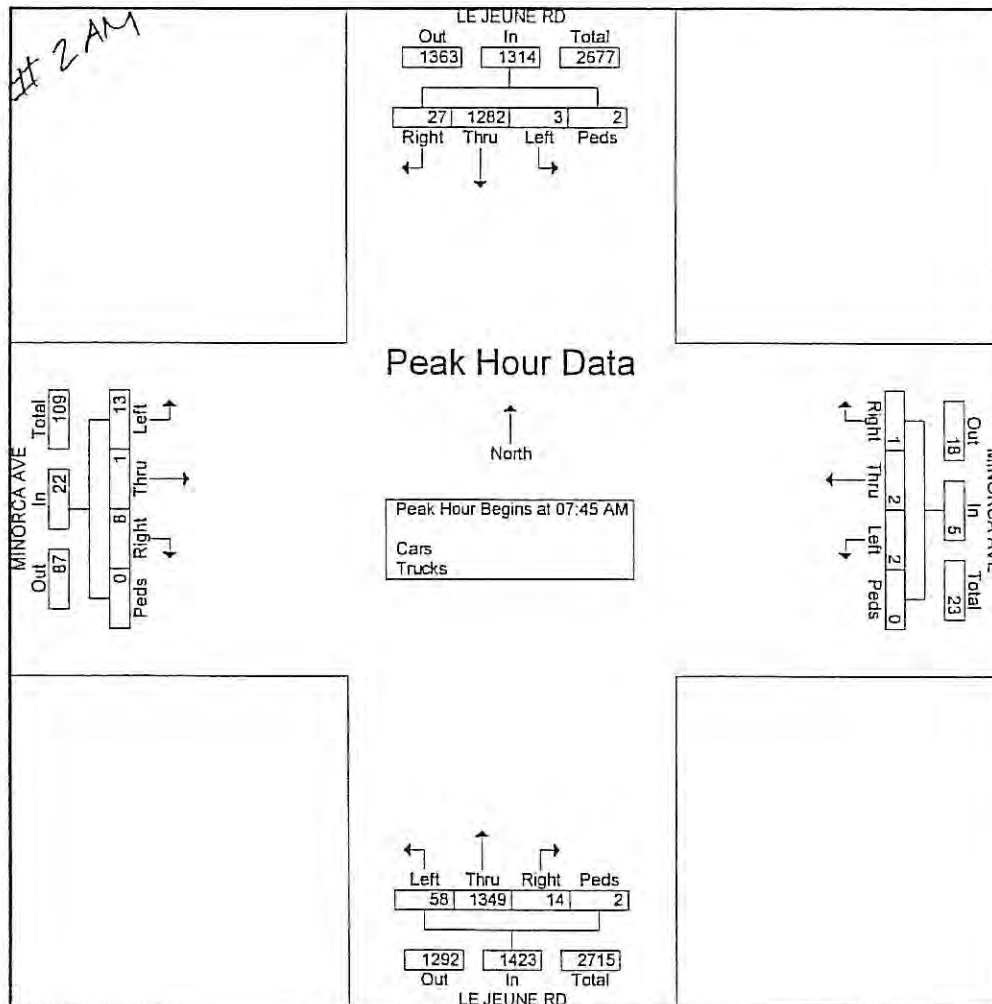 # 2 AM
LE JEUNE RD
Out In Total
1363 1314 2677
27 1282 3 2
Right Thru Left Peds
Peak Hour Data
North
Peak Hour Begins at 07:45 AM
Cars
Trucks
MINORCA AVE
Total In Out
109 22 87
13 1 8 0
Left Thru Right Peds
MINORCA AVE
Out In Total
18 5 23
1 2 2 0
Right Thru Left Peds
Left Thru Right Peds
58 1349 14 2
1292 1423 2715
Out In Total
LE JEUNE RD